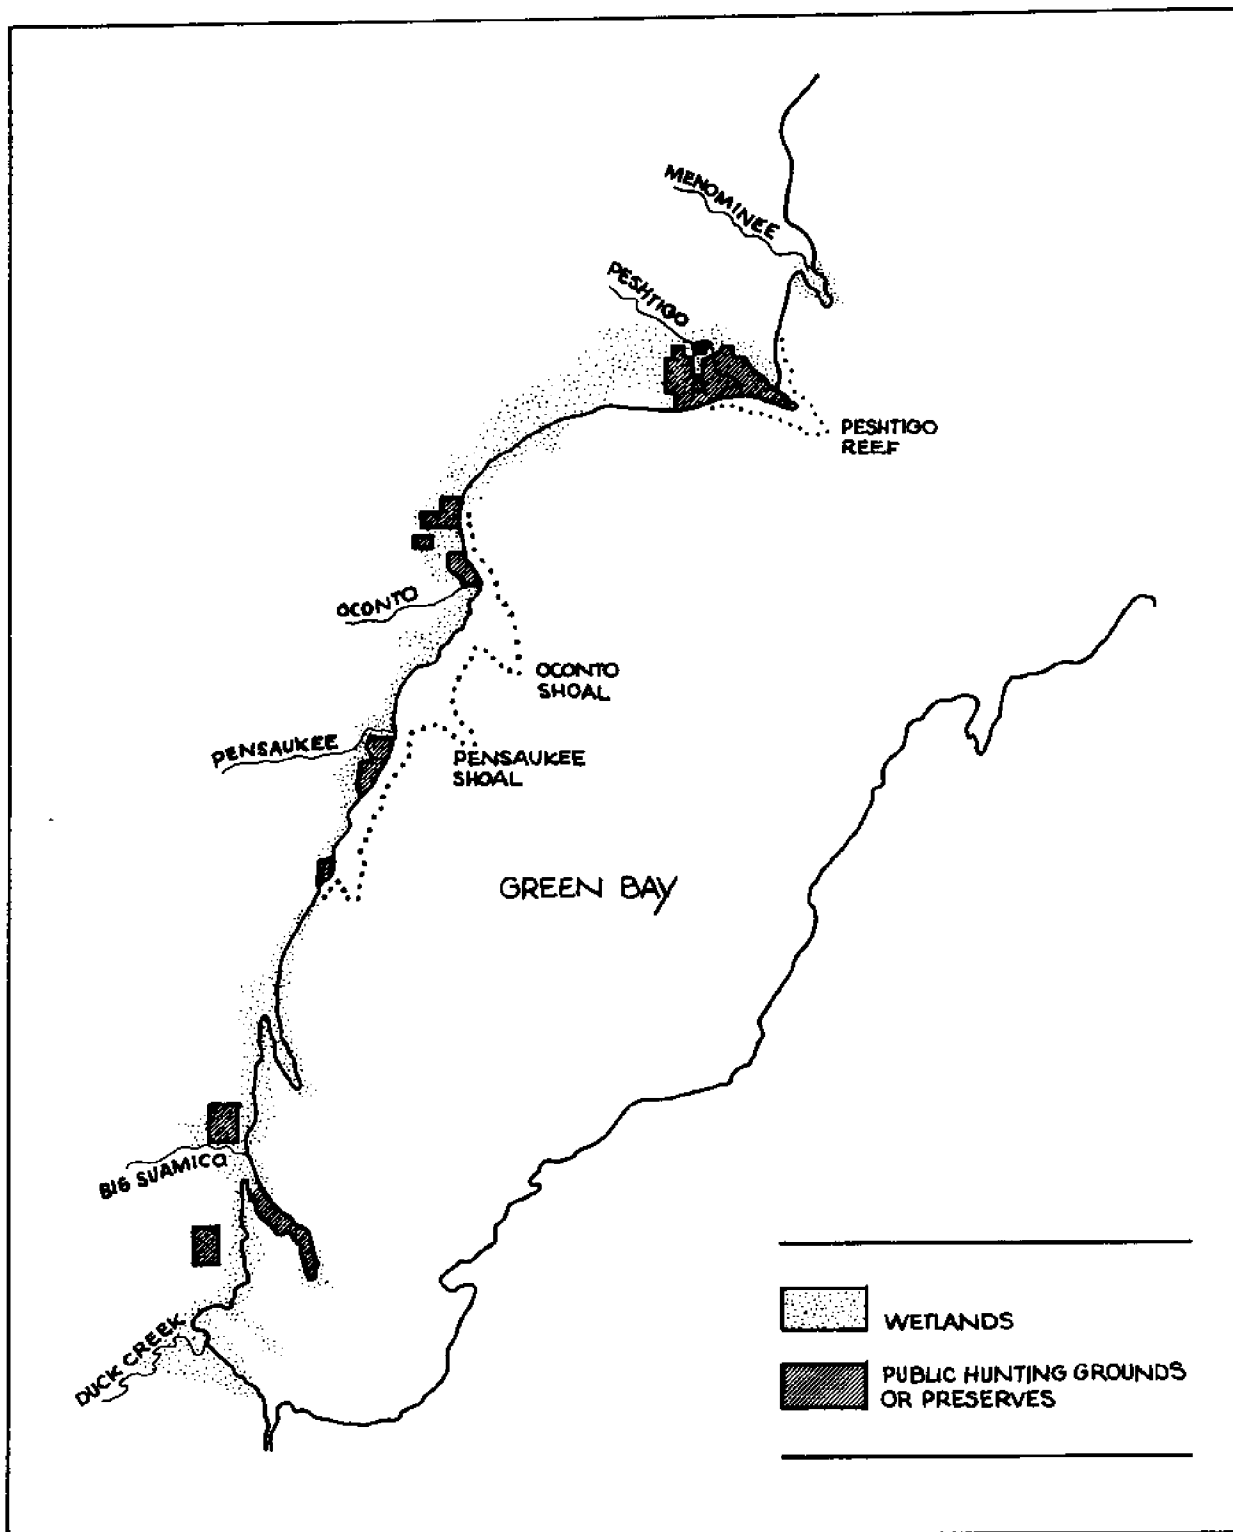 MENOMINEE
PESHTIGO
PESHTIGO
REEF
OCONTO
OCONTO
SHOAL
PENSAUKEE
PENSAUKEE
SHOAL
GREEN BAY
BIG SUAMICO
DUCK CREEK
WETLANDS
PUBLIC HUNTING GROUNDS
OR PRESERVES